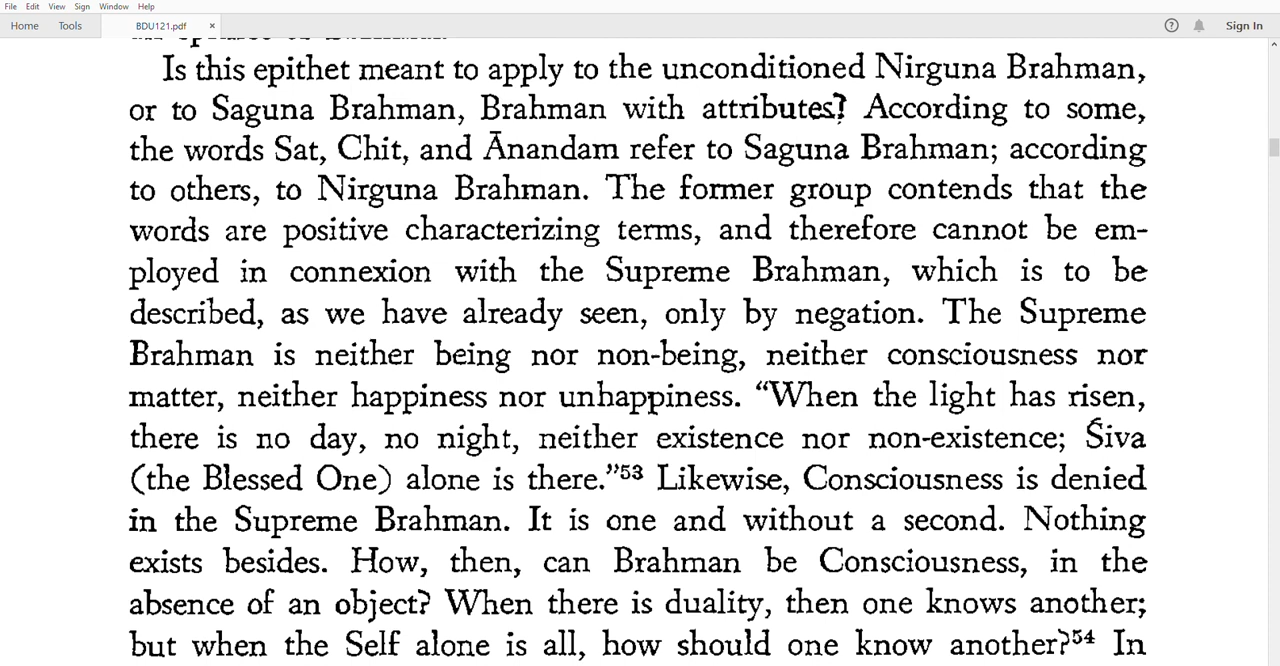 File Edit View Sign Window Help
Home Tools BDU121.pdf × ? Sign In
Is this epithet meant to apply to the unconditioned Nirguna Brahman,
or to Saguna Brahman, Brahman with attributes? According to some,
the words Sat, Chit, and Ānandam refer to Saguna Brahman; according
to others, to Nirguna Brahman. The former group contends that the
words are positive characterizing terms, and therefore cannot be em-
ployed in connexion with the Supreme Brahman, which is to be
described, as we have already seen, only by negation. The Supreme
Brahman is neither being nor non-being, neither consciousness nor
matter, neither happiness nor unhappiness. “When the light has risen,
there is no day, no night, neither existence nor non-existence; Śiva
(the Blessed One) alone is there.”53 Likewise, Consciousness is denied
in the Supreme Brahman. It is one and without a second. Nothing
exists besides. How, then, can Brahman be Consciousness, in the
absence of an object? When there is duality, then one knows another;
but when the Self alone is all, how should one know another?54 In